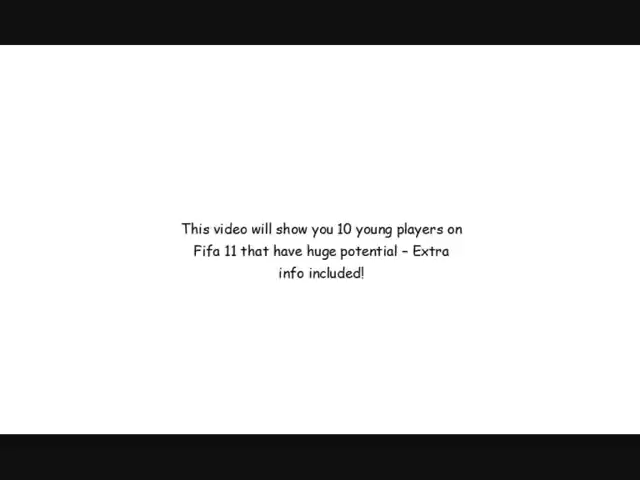 This video will show you 10 young players on
Fifa 11 that have huge potential – Extra
info included!